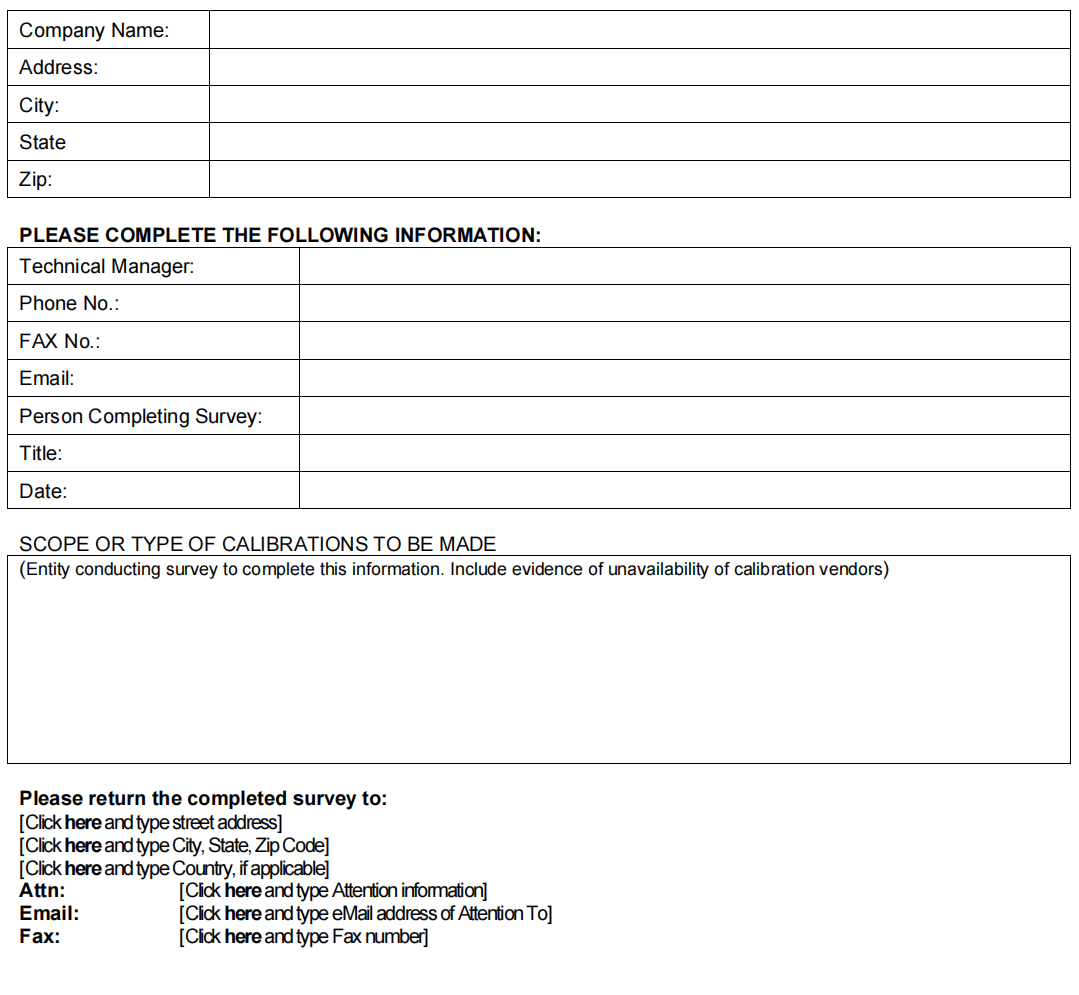 Company Name:
Address:
City:
State
Zip:
PLEASE COMPLETE THE FOLLOWING INFORMATION:
Technical Manager:
Phone No.:
FAX No.:
Email:
Person Completing Survey:
Title:
Date:
SCOPE OR TYPE OF CALIBRATIONS TO BE MADE
(Entity conducting survey to complete this information. Include evidence of unavailability of calibration vendors)
Please return the completed survey to:
[Click here and type street address]
[Click here and type City, State, Zip Code]
[Click here and type Country, if applicable]
Attn: [Click here and type Attention information]
Email: [Click here and type eMail address of Attention To]
Fax: [Click here and type Fax number]